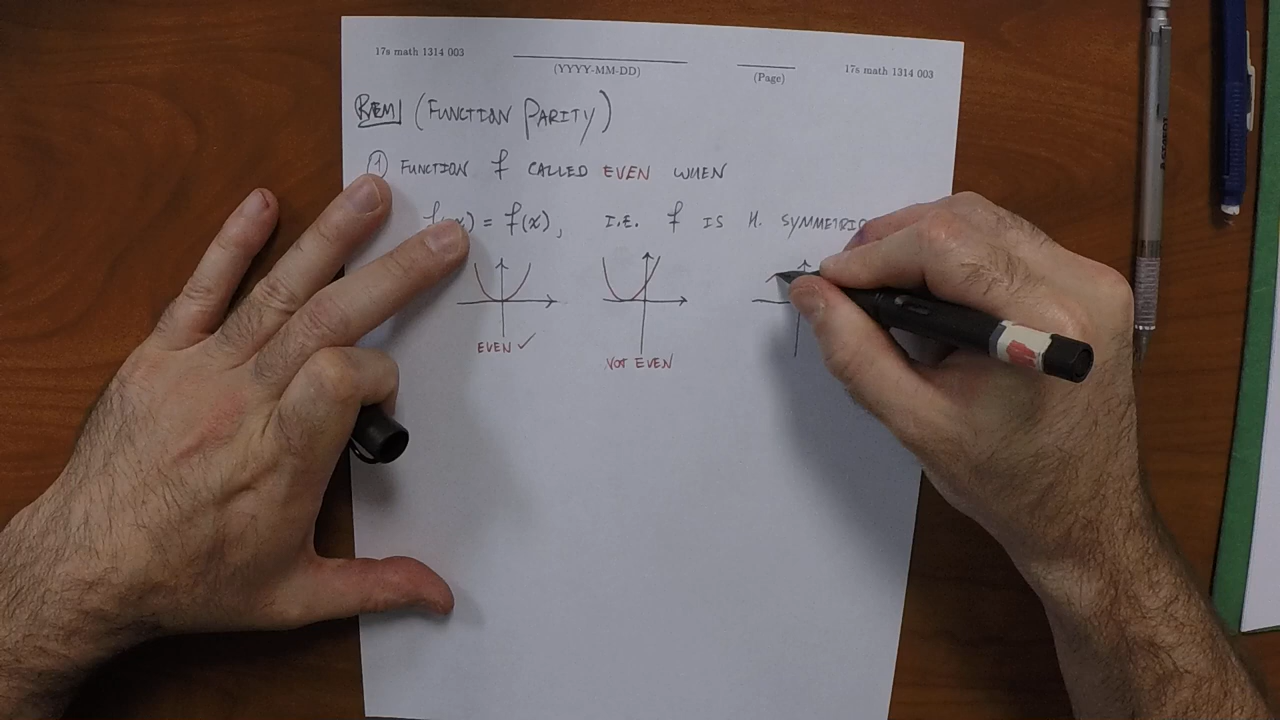 17s math 1314 003
(YYYY-MM-DD)
(Page)
17s math 1314 003
REM (FUNCTION PARITY)
① FUNCTION f CALLED EVEN WHEN
= f(x), I.E. f IS H. SYMMETRIC
EVEN ✓
NOT EVEN